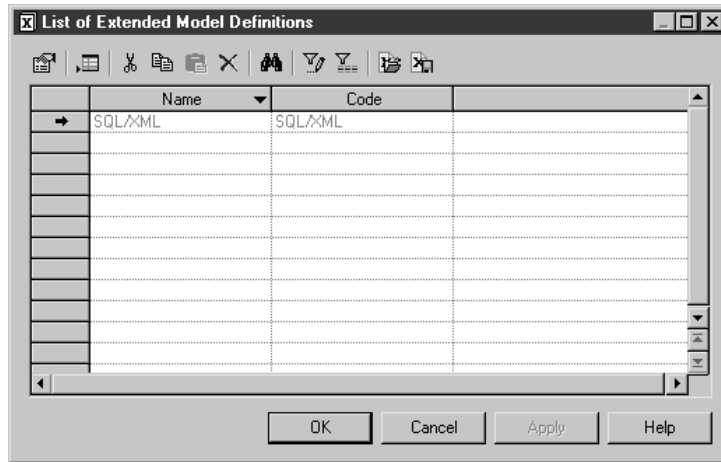 List of Extended Model Definitions
Name Code
SQL/XML SQL/XML
OK Cancel Apply Help